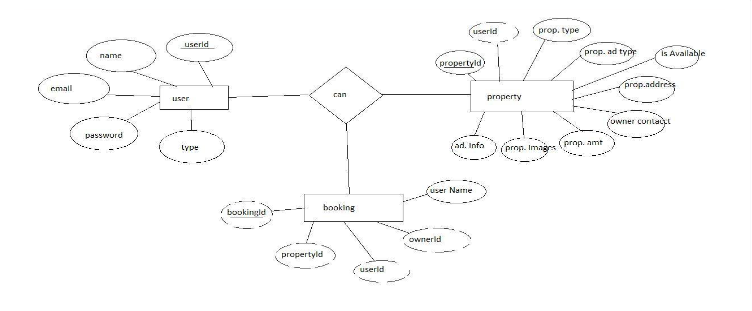 userId
name
email
user
password
type
can
userId
prop. type
prop. ad type
is Available
propertyId
prop.address
property
owner contacct
ad. Info
prop. Images
prop. amt
user Name
bookingId
booking
ownerId
propertyId
userId